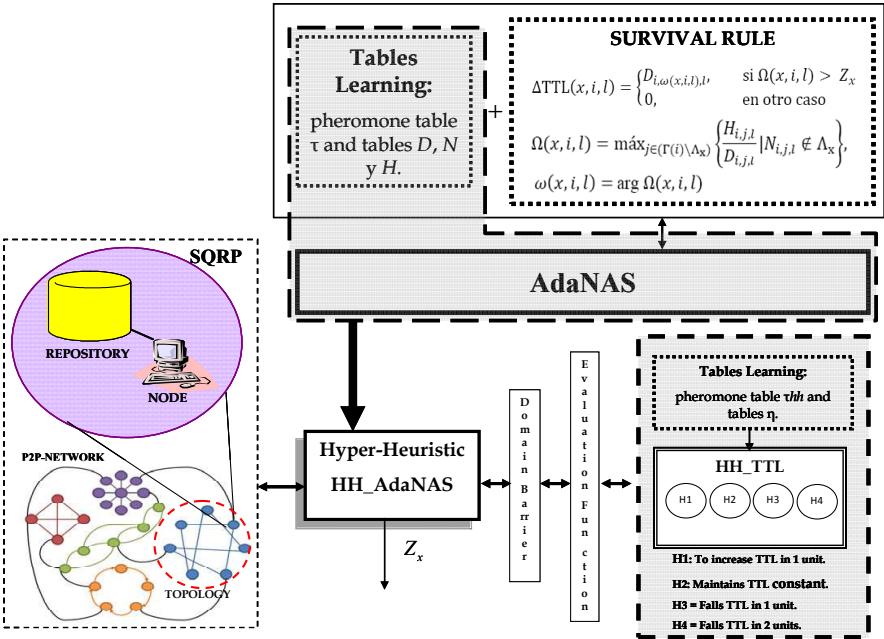 Tables
Learning:
pheromone table
τ and tables D, N
y H.
+
SURVIVAL RULE
ΔTTL(x, i, l) = {D_{i,ω(x,i,l),l}, si Ω(x, i, l) > Z_x
0, en otro caso
Ω(x, i, l) = máx_{j∈(Γ(i)\Λ_x)} {H_{i,j,l} / D_{i,j,l} |N_{i,j,l} ∉ Λ_x},
ω(x, i, l) = arg Ω(x, i, l)
AdaNAS
SQRP
REPOSITORY
NODE
P2P-NETWORK
TOPOLOGY
Hyper-Heuristic
HH_AdaNAS
Z_x
Domain Barrier
Evaluation Fun ction
Tables Learning:
pheromone table τhh and
tables η.
HH_TTL
H1 H2 H3 H4
H1: To increase TTL in 1 unit.
H2: Maintains TTL constant.
H3 = Falls TTL in 1 unit.
H4 = Falls TTL in 2 units.